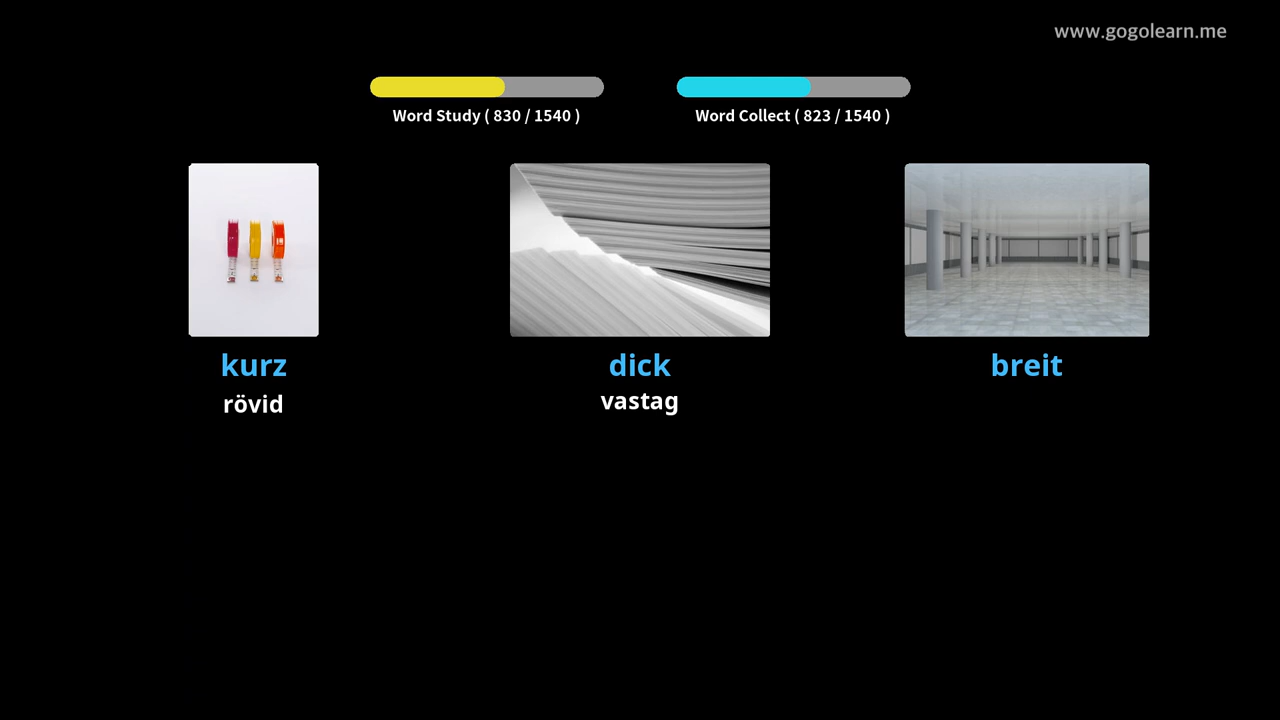 www.gogolearn.me
Word Study ( 830 / 1540 )
Word Collect ( 823 / 1540 )
kurz
rövid
dick
vastag
breit